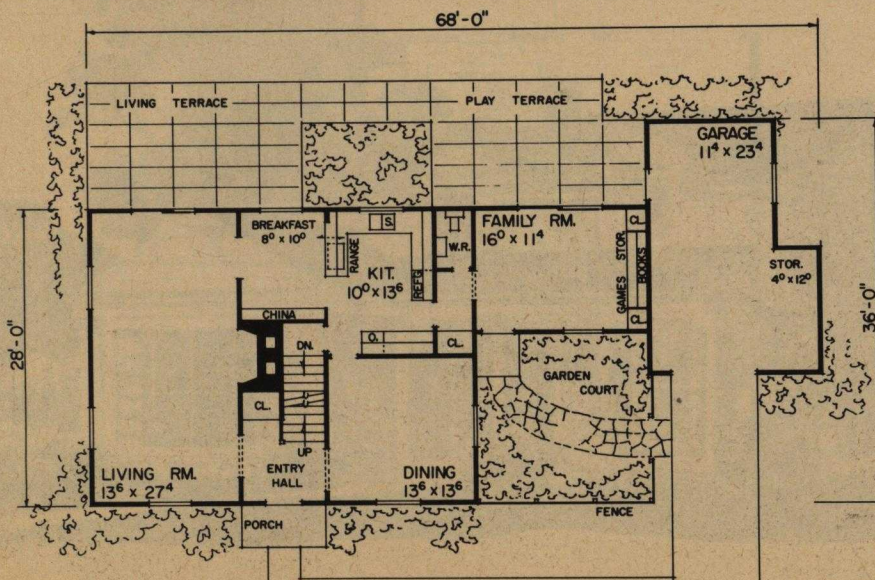 68'-0"
LIVING TERRACE
PLAY TERRACE
GARAGE
11⁴ x 23⁴
BREAKFAST
8⁰ x 10⁰
S.
RANGE
KIT.
10⁰ x 13⁶
REF'G
W.R.
FAMILY RM.
16⁰ x 11⁴
CL.
GAMES STOR.
BOOKS
CL.
STOR.
4⁰ x 12⁰
28'-0"
36'-0"
CHINA
DN.
O.
CL.
GARDEN
COURT
CL.
UP
LIVING RM.
13⁶ x 27⁴
ENTRY
HALL
DINING
13⁶ x 13⁶
PORCH
FENCE